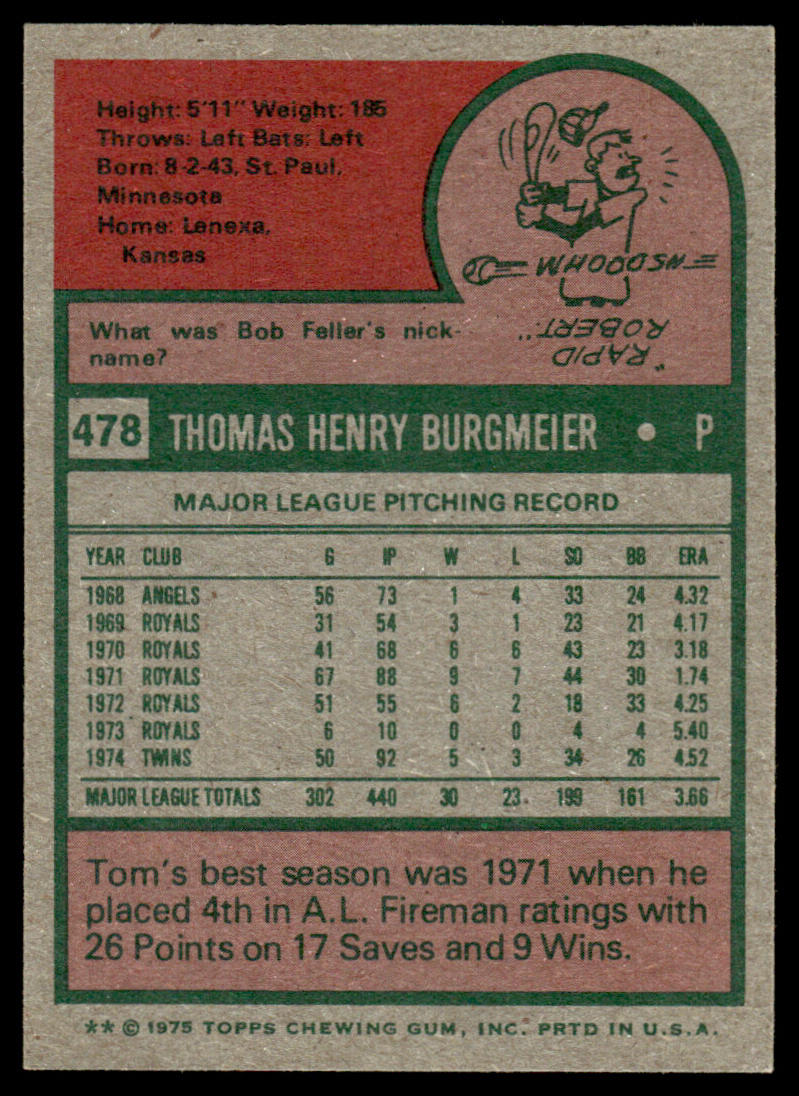 Height: 5'11" Weight: 185
Throws: Left Bats: Left
Born: 8-2-43, St. Paul,
Minnesota
Home: Lenexa,
Kansas
WHOOOSH
What was Bob Feller's nick-
name?
"RAPID
ROBERT".
478 THOMAS HENRY BURGMEIER • P
MAJOR LEAGUE PITCHING RECORD
YEAR CLUB G IP W L SO BB ERA
1968 ANGELS 56 73 1 4 33 24 4.32
1969 ROYALS 31 54 3 1 23 21 4.17
1970 ROYALS 41 68 6 6 43 23 3.18
1971 ROYALS 67 88 9 7 44 30 1.74
1972 ROYALS 51 55 6 2 18 33 4.25
1973 ROYALS 6 10 0 0 4 4 5.40
1974 TWINS 50 92 5 3 34 26 4.52
MAJOR LEAGUE TOTALS 302 440 30 23 199 161 3.66
Tom's best season was 1971 when he
placed 4th in A.L. Fireman ratings with
26 Points on 17 Saves and 9 Wins.
** © 1975 TOPPS CHEWING GUM, INC. PRTD IN U.S.A.